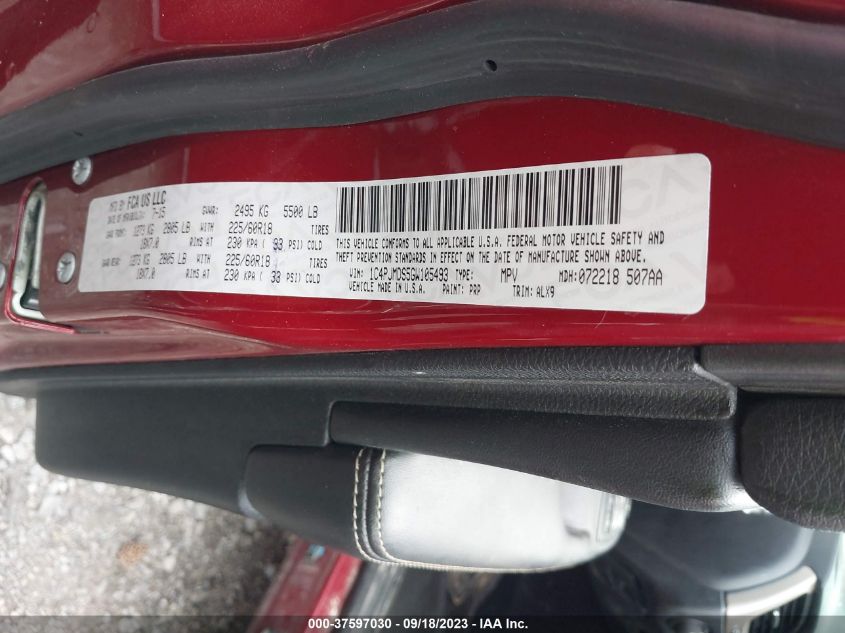 MFD BY: FCA US LLC
DATE OF MFR: 7-15 GVWR: 2495 KG 5500 LB
GAWR FRONT: 1273 KG 2805 LB WITH 225/60R18 TIRES
18X7.0 RIMS AT 230 KPA ( 33 PSI) COLD
GAWR REAR: 1273 KG 2805 LB WITH 225/60R18 TIRES
18X7.0 RIMS AT 230 KPA ( 33 PSI) COLD
THIS VEHICLE CONFORMS TO ALL APPLICABLE U.S.A. FEDERAL MOTOR VEHICLE SAFETY AND
THEFT PREVENTION STANDARDS IN EFFECT ON THE DATE OF MANUFACTURE SHOWN ABOVE.
VIN: 1C4PJMDS5GW105493 TYPE: MPV MDH: 072218 507AA
VEHICLE MADE IN U.S.A. PAINT: PRP TRIM: ALX9
000-37597030 - 09/18/2023 - IAA Inc.